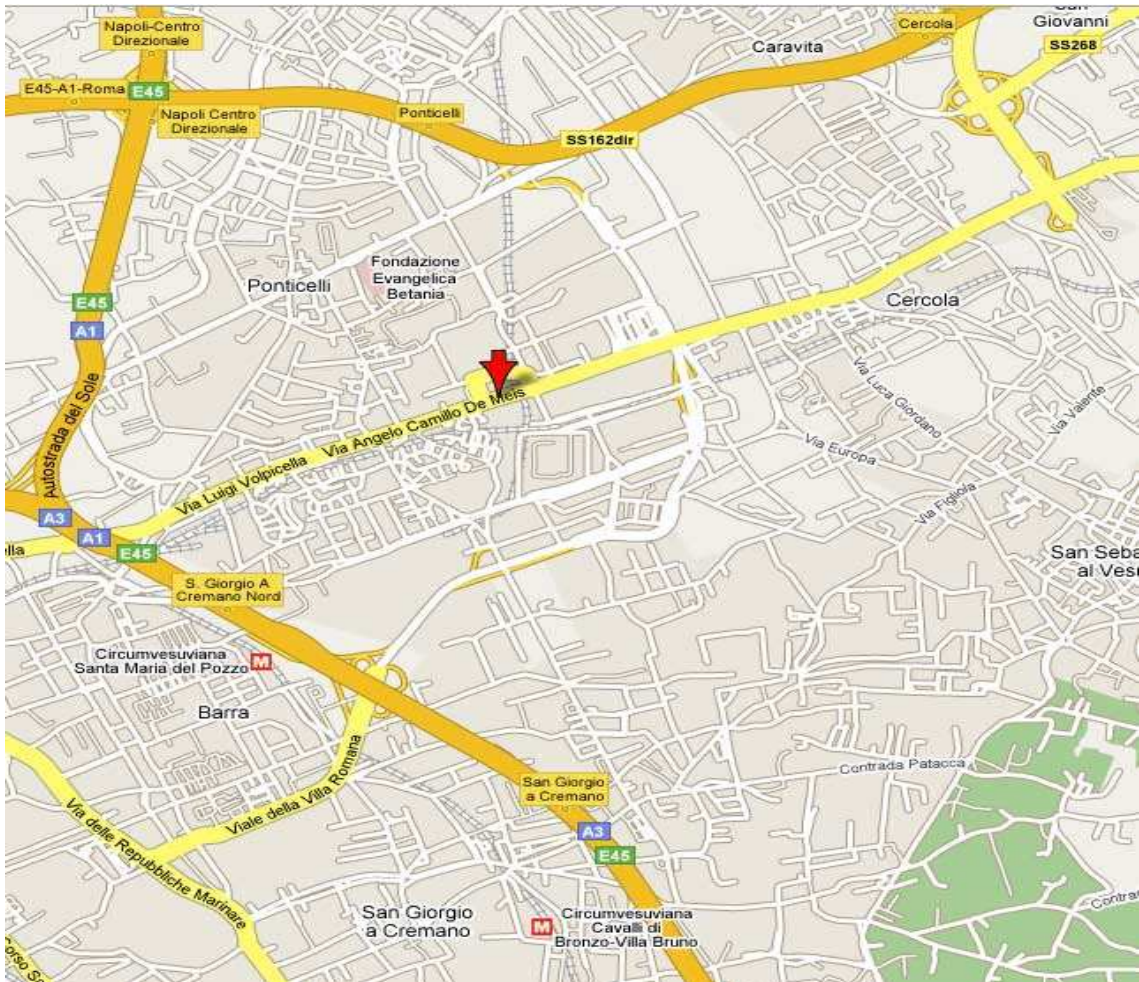 Napoli-Centro
Direzionale
Cercola
San
Giovanni
SS268
Caravita
E45-A1-Roma
E45
Napoli Centro
Direzionale
Ponticelli
SS162dir
Fondazione
Evangelica
Betania
Ponticelli
E45
A1
Cercola
Autostrada del Sole
Via Angelo Camillo De Meis
Via Luca Giordano
Via Valente
Via Europa
Via Luigi Volpicella
Via Figliola
A3
A1
E45
ella
San Seba
al Vesu
S. Giorgio A
Cremano Nord
Circumvesuviana
Santa Maria del Pozzo
M
Barra
Viale della Villa Romana
Contrada Patacca
San Giorgio
a Cremano
A3
E45
Via delle Repubbliche Marinare
Contra
San Giorgio
a Cremano
M
Circumvesuviana
Cavalli di
Bronzo-Villa Bruno
Corso S